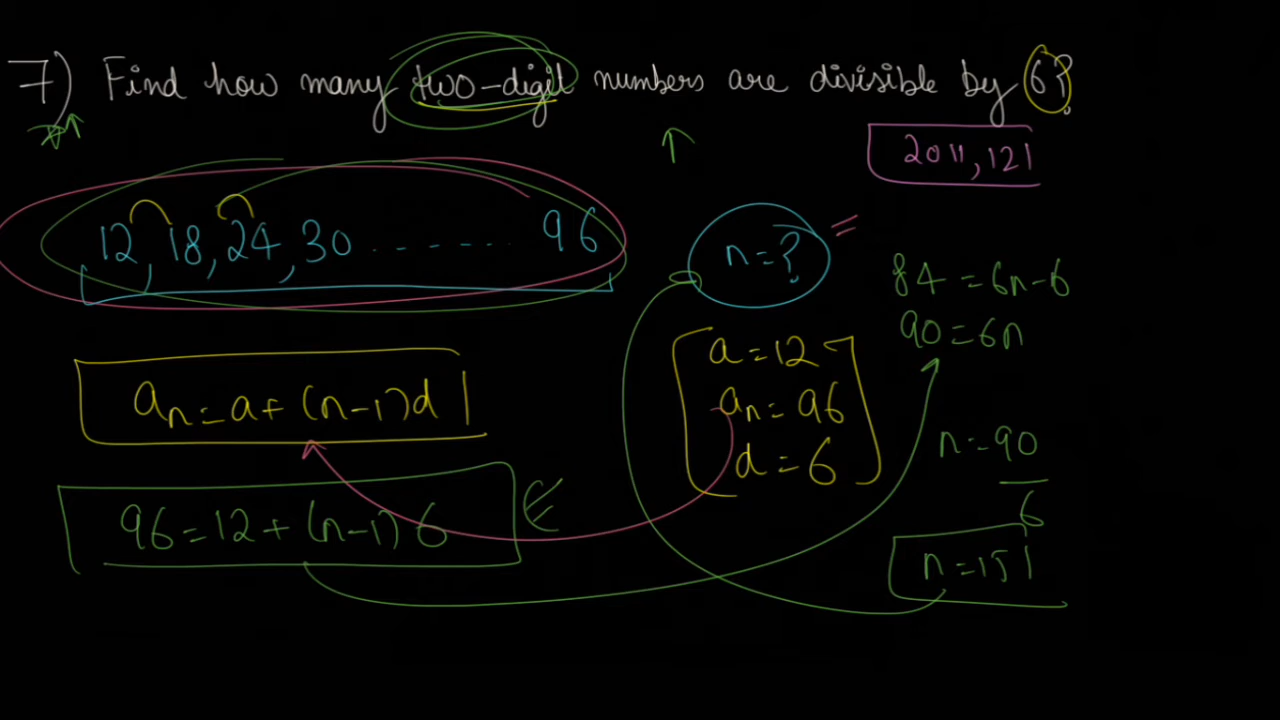 7) Find how many two-digit numbers are divisible by 6?
2011, 12
12, 18, 24, 30 ....... 96
n=?
84 = 6n-6
90 = 6n
a = 12
an = 96
d = 6
an = a + (n-1)d
n = 90/6
96 = 12 + (n-1) 6
n = 15